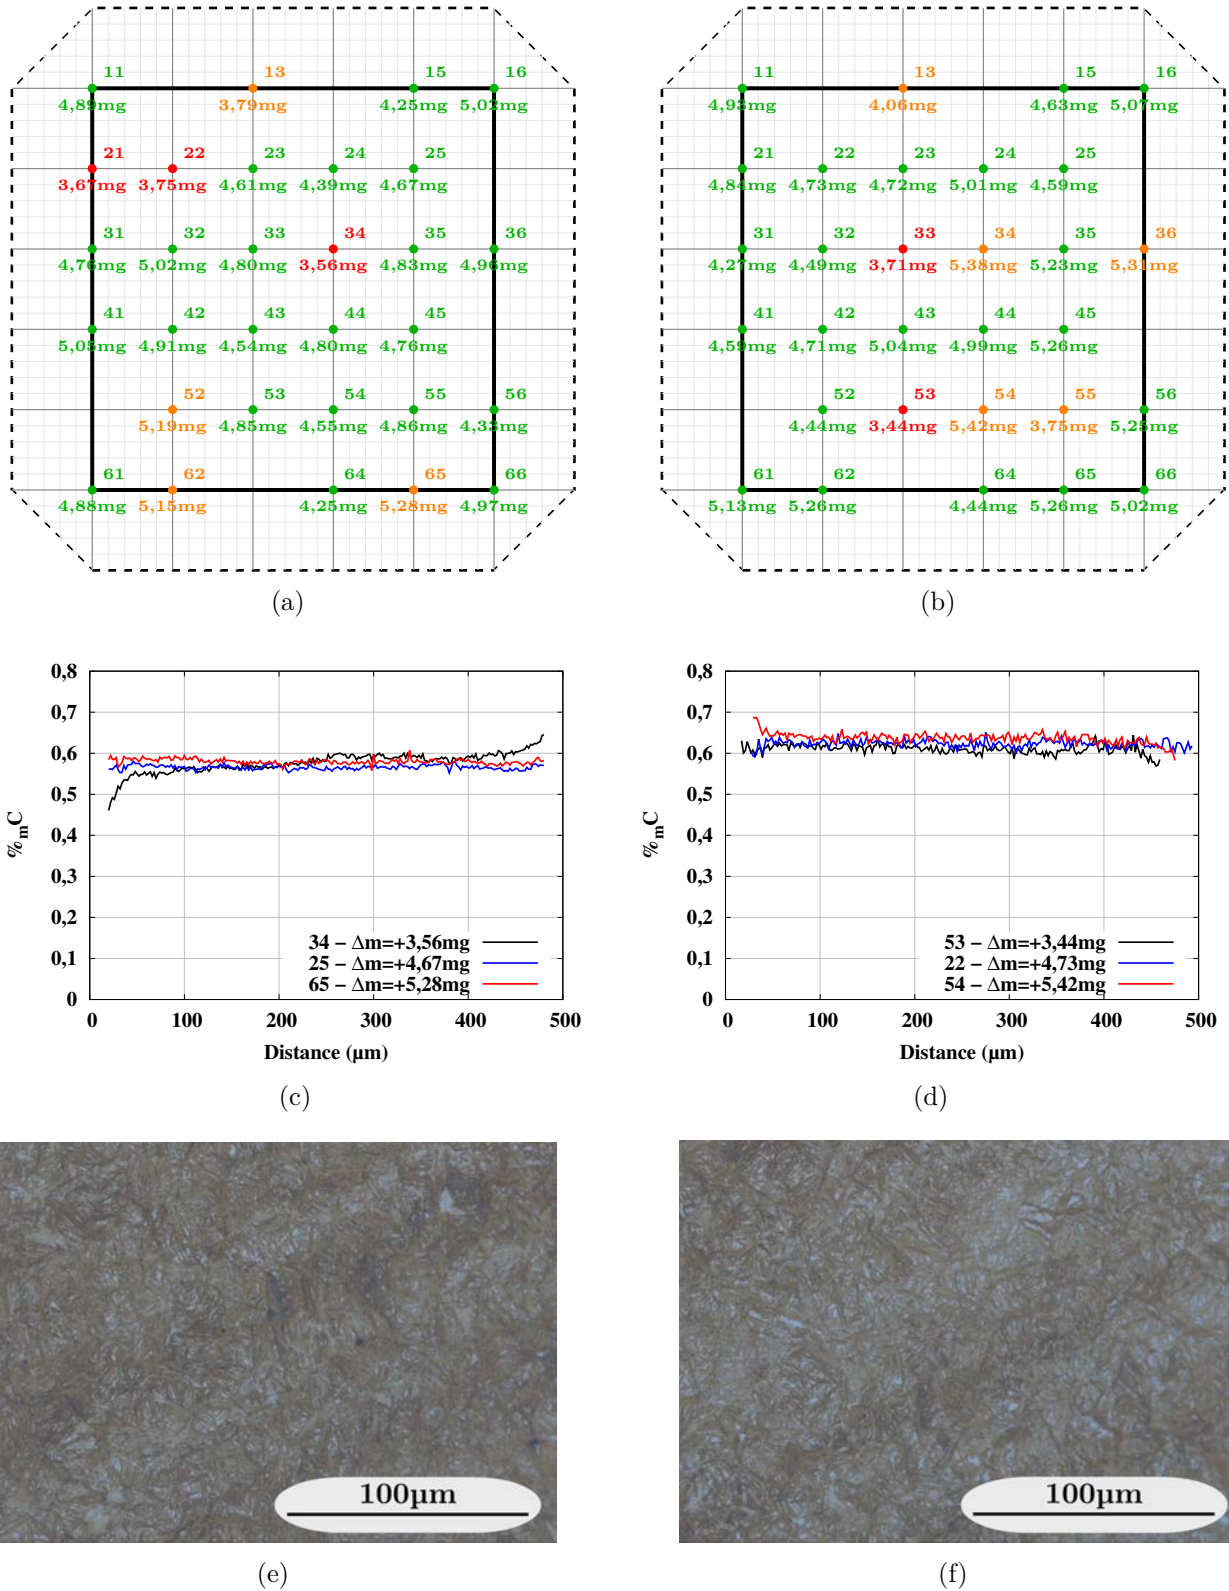 11 13 15 16
4,89mg 3,79mg 4,25mg 5,02mg
21 22 23 24 25
3,67mg 3,75mg 4,61mg 4,39mg 4,67mg
31 32 33 34 35 36
4,76mg 5,02mg 4,80mg 3,56mg 4,83mg 4,96mg
41 42 43 44 45
5,05mg 4,91mg 4,54mg 4,80mg 4,76mg
52 53 54 55 56
5,19mg 4,85mg 4,55mg 4,86mg 4,33mg
61 62 64 65 66
4,88mg 5,15mg 4,25mg 5,28mg 4,97mg
(a)
11 13 15 16
4,93mg 4,06mg 4,63mg 5,07mg
21 22 23 24 25
4,84mg 4,73mg 4,72mg 5,01mg 4,59mg
31 32 33 34 35 36
4,27mg 4,49mg 3,71mg 5,38mg 5,23mg 5,31mg
41 42 43 44 45
4,59mg 4,71mg 5,04mg 4,99mg 5,26mg
52 53 54 55 56
4,44mg 3,44mg 5,42mg 3,75mg 5,25mg
61 62 64 65 66
5,13mg 5,26mg 4,44mg 5,26mg 5,02mg
(b)
%mC
0,8
0,7
0,6
0,5
0,4
0,3
0,2
0,1
0
34 – Δm=+3,56mg
25 – Δm=+4,67mg
65 – Δm=+5,28mg
0 100 200 300 400 500
Distance (µm)
(c)
%mC
0,8
0,7
0,6
0,5
0,4
0,3
0,2
0,1
0
53 – Δm=+3,44mg
22 – Δm=+4,73mg
54 – Δm=+5,42mg
0 100 200 300 400 500
Distance (µm)
(d)
100µm
(e)
100µm
(f)